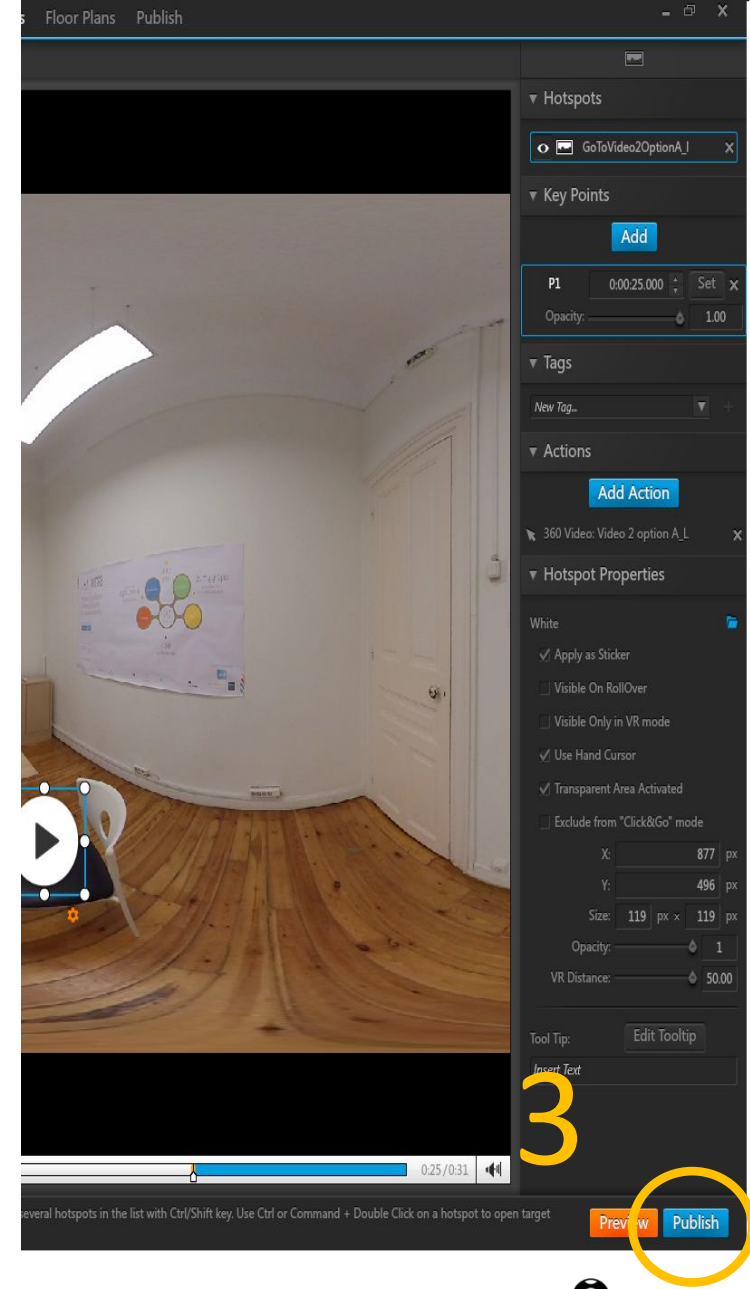 Floor Plans Publish
Hotspots
GoToVideo2OptionA_l
Key Points
Add
P1 0:00:25.000 Set
Opacity: 1.00
Tags
New Tag...
Actions
Add Action
360 Video: Video 2 option A_L
Hotspot Properties
White
Apply as Sticker
Visible On RollOver
Visible Only in VR mode
Use Hand Cursor
Transparent Area Activated
Exclude from "Click&Go" mode
X: 877 px
Y: 496 px
Size: 119 px × 119 px
Opacity: 1
VR Distance: 50.00
Tool Tip: Edit Tooltip
Insert Text
3
0:25/0:31
several hotspots in the list with Ctrl/Shift key. Use Ctrl or Command + Double Click on a hotspot to open target
Preview Publish